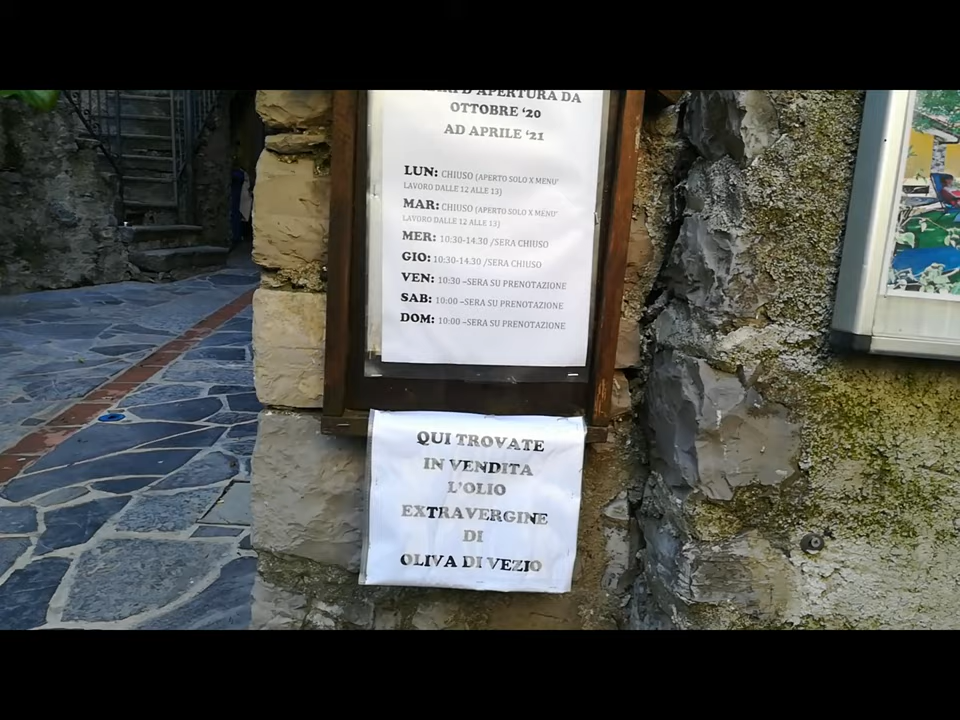 D'APERTURA DA
OTTOBRE '20
AD APRILE '21
LUN: CHIUSO (APERTO SOLO X MENU'
LAVORO DALLE 12 ALLE 13)
MAR: CHIUSO (APERTO SOLO X MENU'
LAVORO DALLE 12 ALLE 13)
MER: 10:30-14.30 /SERA CHIUSO
GIO: 10:30-14.30 /SERA CHIUSO
VEN: 10:30 –SERA SU PRENOTAZIONE
SAB: 10:00 –SERA SU PRENOTAZIONE
DOM: 10:00 –SERA SU PRENOTAZIONE
QUI TROVATE
IN VENDITA
L'OLIO
EXTRAVERGINE
DI
OLIVA DI VEZIO